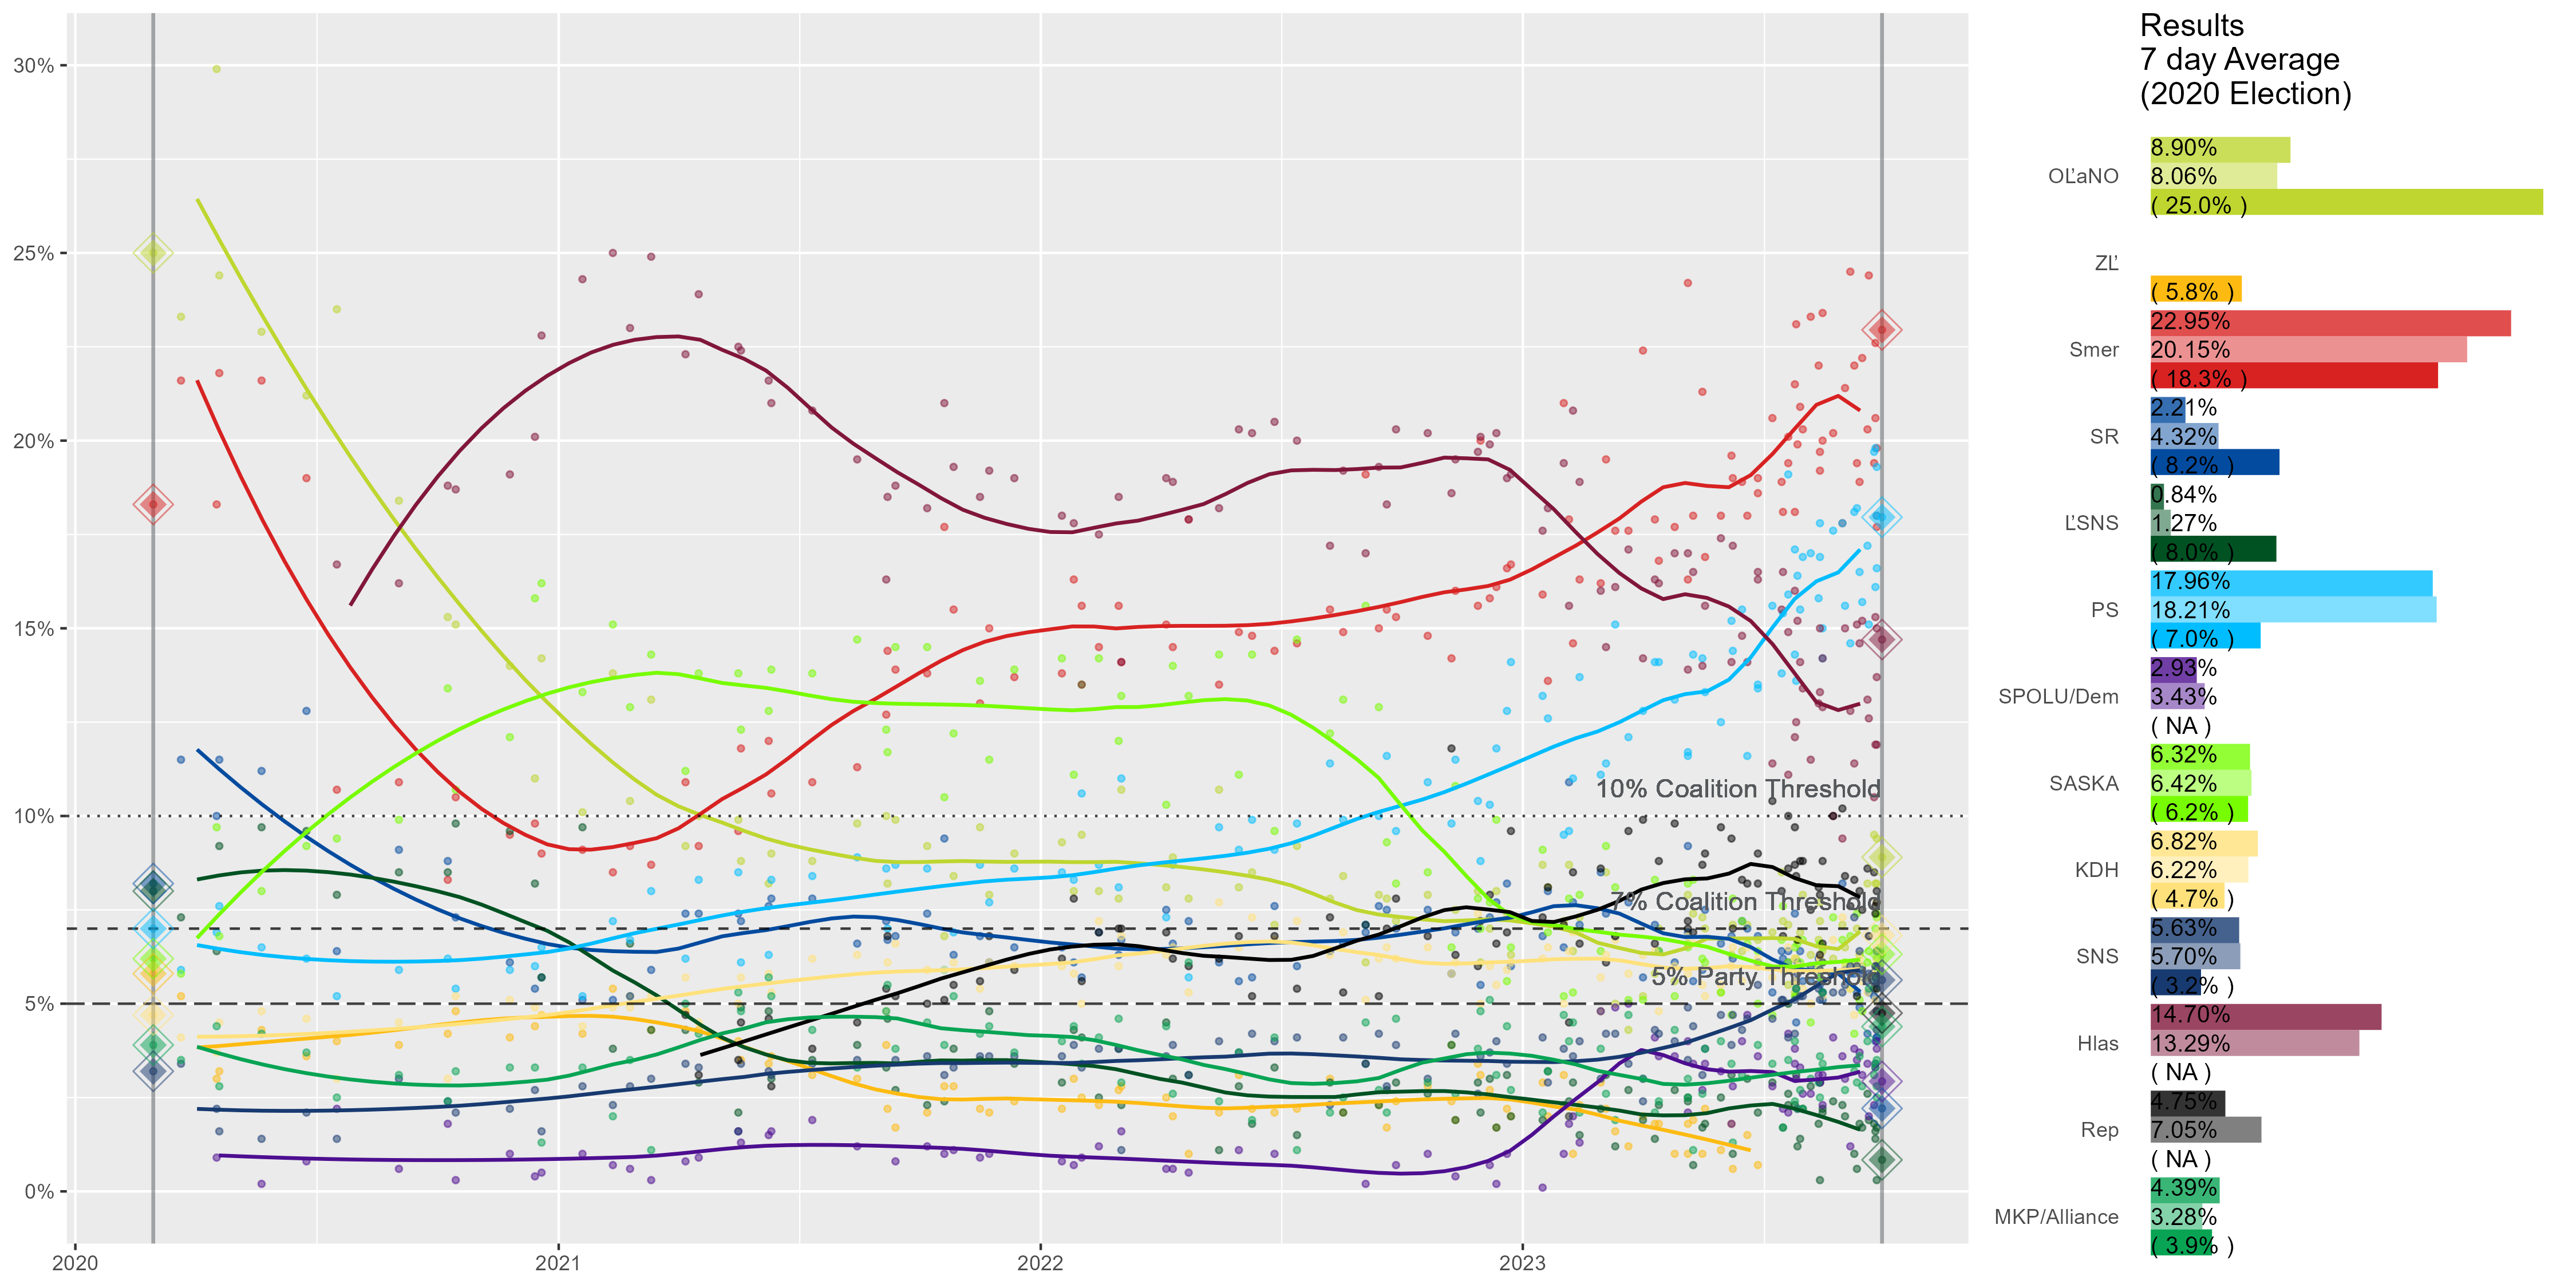 30%
25%
20%
15%
10%
5%
0%
2020
2021
2022
2023
10% Coalition Threshold
7% Coalition Threshold
5% Party Threshold
Results
7 day Average
(2020 Election)
OĽaNO
8.90%
8.06%
( 25.0% )
ZĽ
( 5.8% )
Smer
22.95%
20.15%
( 18.3% )
SR
2.21%
4.32%
( 8.2% )
ĽSNS
0.84%
1.27%
( 8.0% )
PS
17.96%
18.21%
( 7.0% )
SPOLU/Dem
2.93%
3.43%
( NA )
SASKA
6.32%
6.42%
( 6.2% )
KDH
6.82%
6.22%
( 4.7% )
SNS
5.63%
5.70%
( 3.2% )
Hlas
14.70%
13.29%
( NA )
Rep
4.75%
7.05%
( NA )
MKP/Alliance
4.39%
3.28%
( 3.9% )